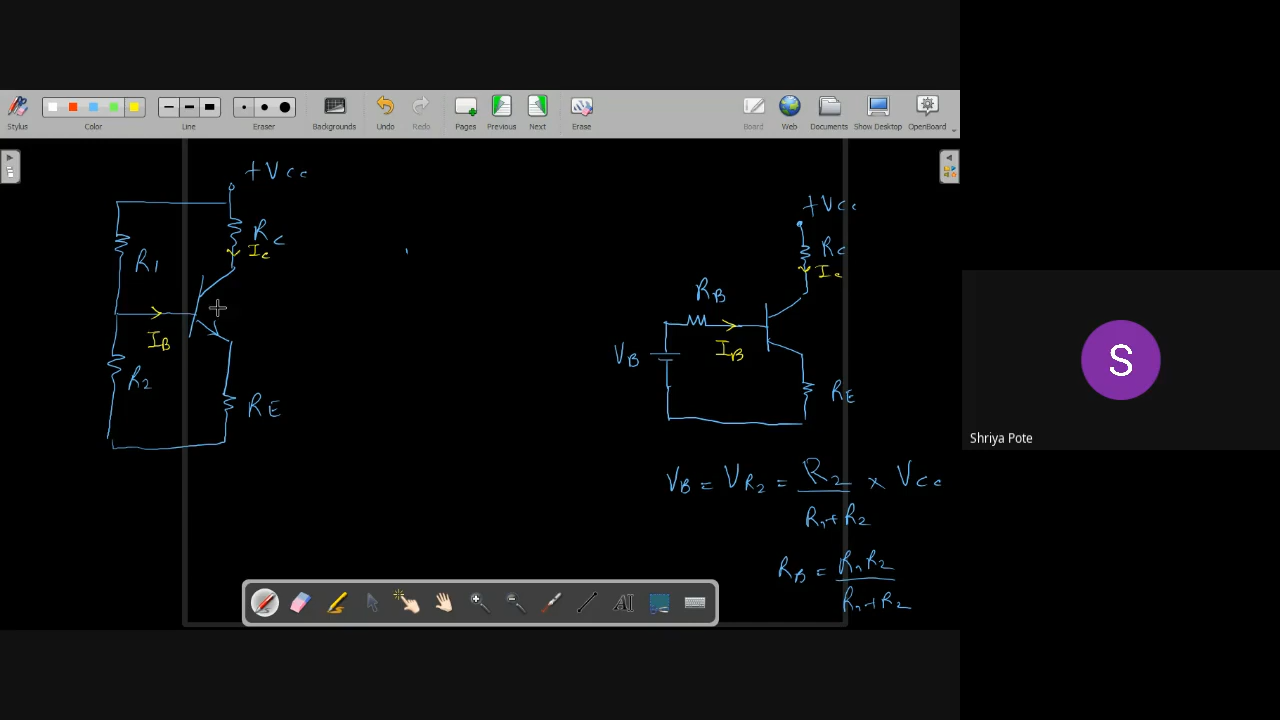 Stylus
Color
Line
Eraser
Backgrounds
Undo
Redo
Pages
Previous
Next
Erase
Board
Web
Documents
Show Desktop
OpenBoard
+Vcc
RC
IC
R1
IB
R2
RE
+Vcc
RC
IC
RB
IB
VB
RE
VB = VR2 = R2 / R1+R2 × Vcc
RB = R1R2 / R1+R2
AI
S
Shriya Pote